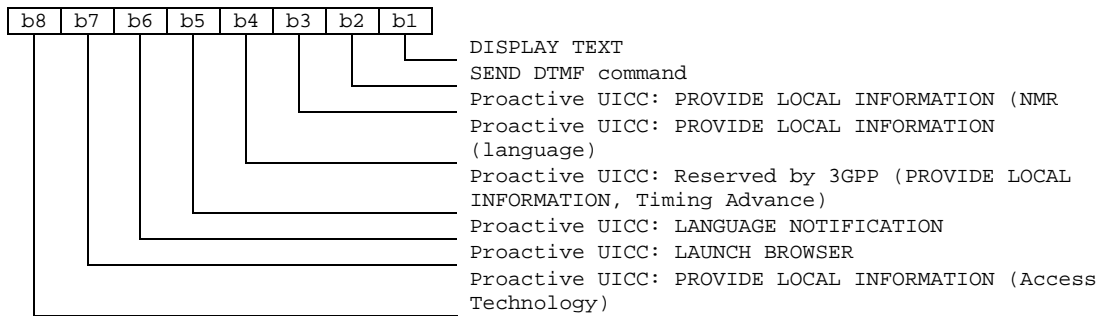 b8 b7 b6 b5 b4 b3 b2 b1
DISPLAY TEXT
SEND DTMF command
Proactive UICC: PROVIDE LOCAL INFORMATION (NMR
Proactive UICC: PROVIDE LOCAL INFORMATION
(language)
Proactive UICC: Reserved by 3GPP (PROVIDE LOCAL
INFORMATION, Timing Advance)
Proactive UICC: LANGUAGE NOTIFICATION
Proactive UICC: LAUNCH BROWSER
Proactive UICC: PROVIDE LOCAL INFORMATION (Access
Technology)